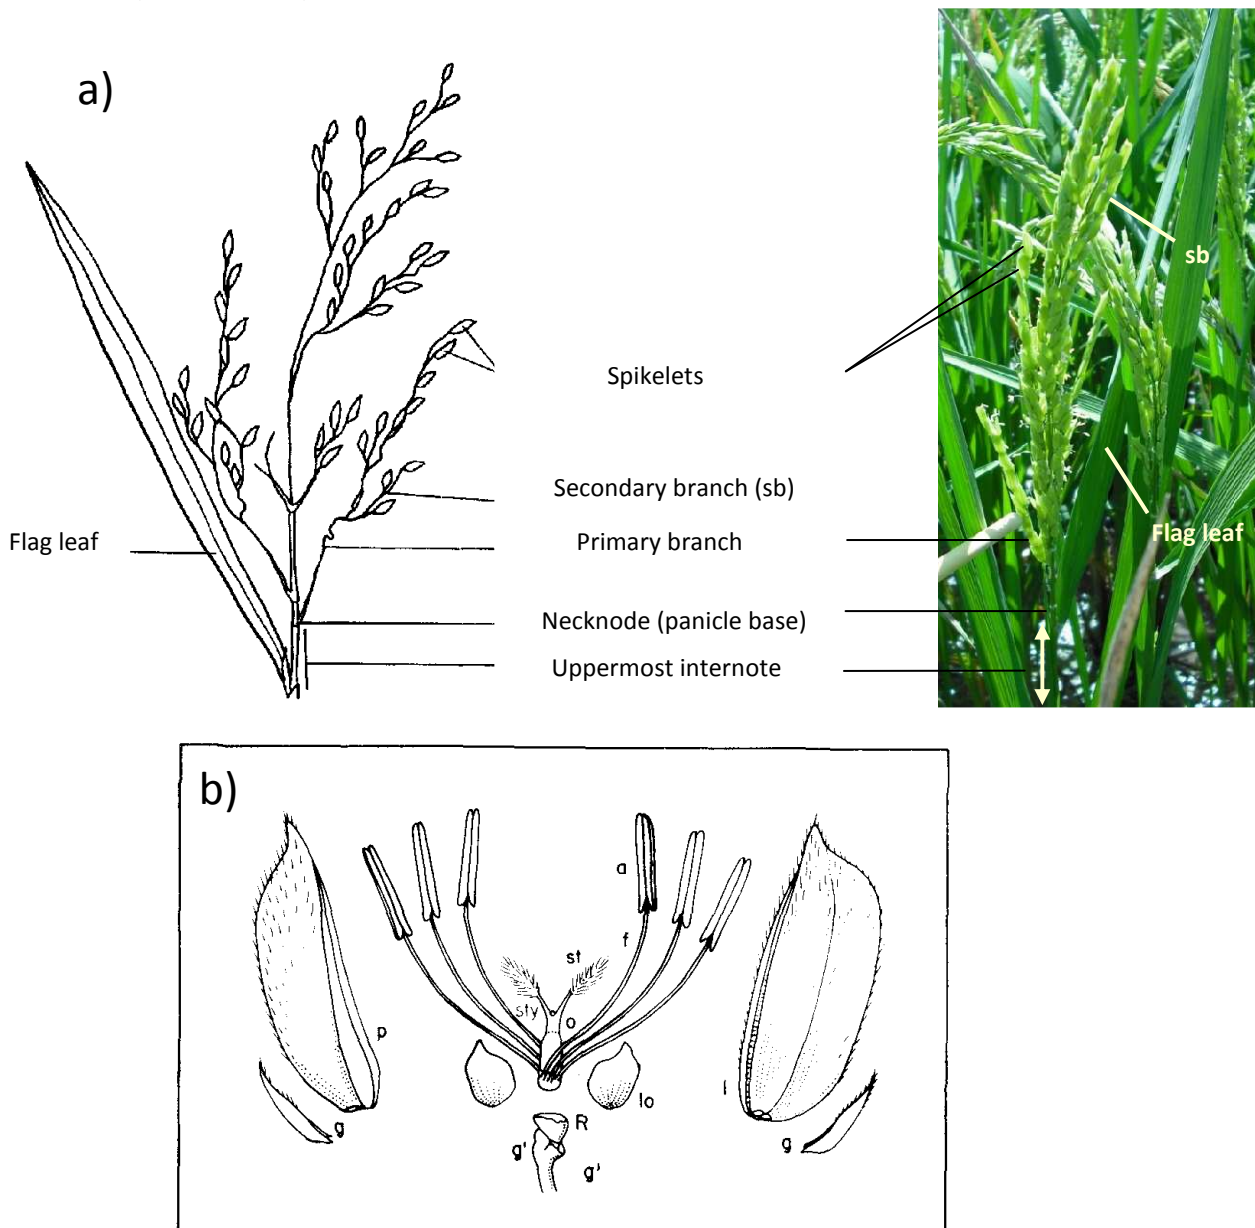 a)
sb
Spikelets
Secondary branch (sb)
Flag leaf
Primary branch
Flag leaf
Necknode (panicle base)
Uppermost internote
b)
a
f
st
sty
o
p
lo
l
g
R
g'
g'
g